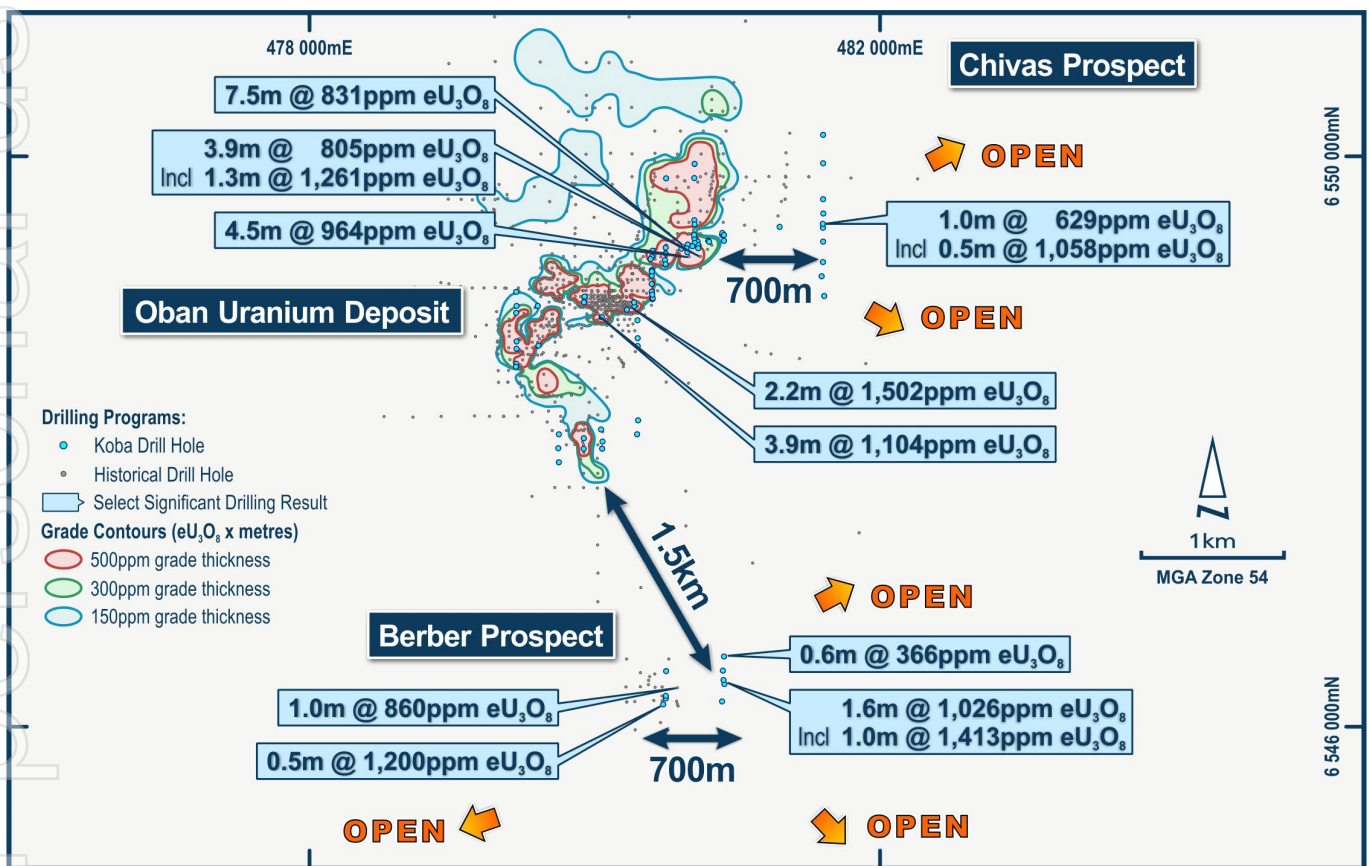 478 000mE
482 000mE
Chivas Prospect
7.5m @ 831ppm eU₃O₈
3.9m @ 805ppm eU₃O₈
Incl 1.3m @ 1,261ppm eU₃O₈
4.5m @ 964ppm eU₃O₈
OPEN
6 550 000mN
1.0m @ 629ppm eU₃O₈
Incl 0.5m @ 1,058ppm eU₃O₈
700m
Oban Uranium Deposit
OPEN
2.2m @ 1,502ppm eU₃O₈
3.9m @ 1,104ppm eU₃O₈
Drilling Programs:
Koba Drill Hole
Historical Drill Hole
Select Significant Drilling Result
Grade Contours (eU₃O₈ x metres)
500ppm grade thickness
300ppm grade thickness
150ppm grade thickness
N
1km
MGA Zone 54
1.5km
OPEN
Berber Prospect
0.6m @ 366ppm eU₃O₈
1.0m @ 860ppm eU₃O₈
1.6m @ 1,026ppm eU₃O₈
Incl 1.0m @ 1,413ppm eU₃O₈
0.5m @ 1,200ppm eU₃O₈
700m
6 546 000mN
OPEN
OPEN